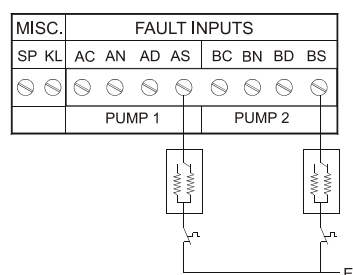 MISC. FAULT INPUTS
SP KL AC AN AD AS BC BN BD BS
PUMP 1 PUMP 2
E